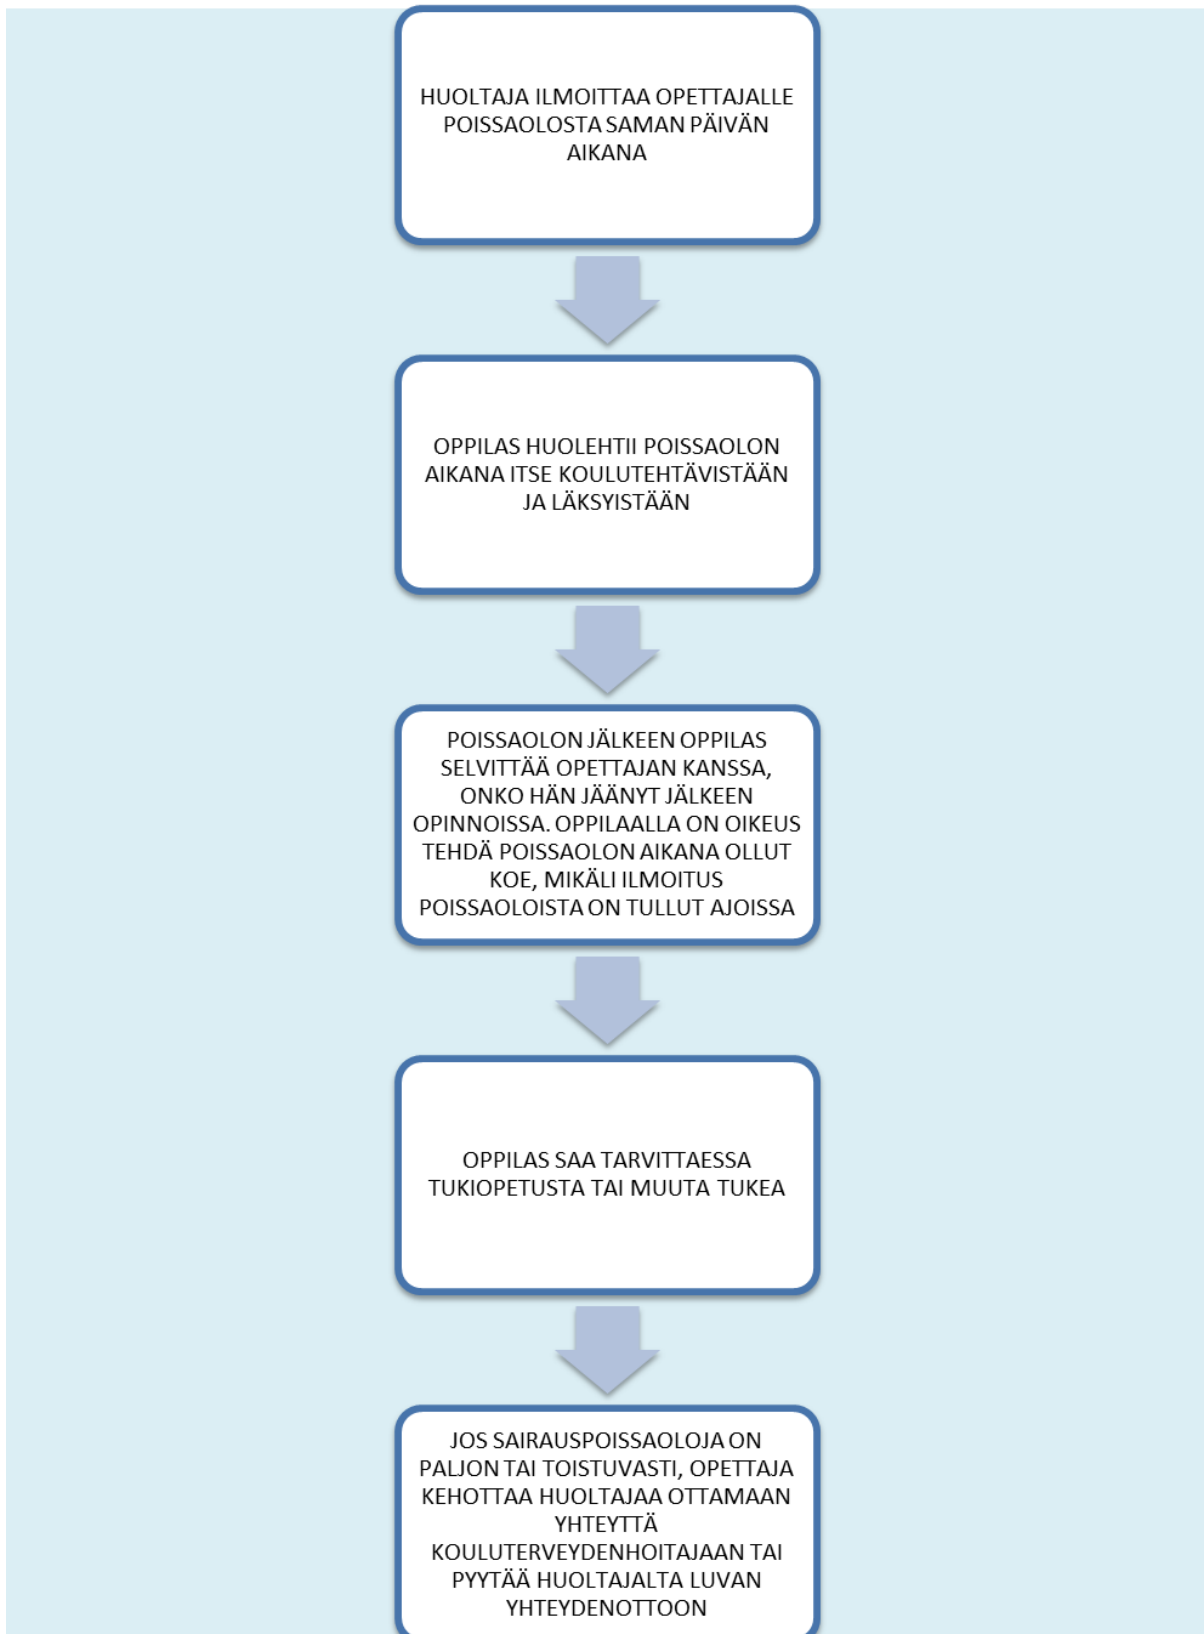 HUOLTAJA ILMOITTAA OPETTAJALLE
POISSAOLOSTA SAMAN PÄIVÄN
AIKANA
OPPILAS HUOLEHTII POISSAOLON
AIKANA ITSE KOULUTEHTÄVISTÄÄN
JA LÄKSYISTÄÄN
POISSAOLON JÄLKEEN OPPILAS
SELVITTÄÄ OPETTAJAN KANSSA,
ONKO HÄN JÄÄNYT JÄLKEEN
OPINNOISSA. OPPILAALLA ON OIKEUS
TEHDÄ POISSAOLON AIKANA OLLUT
KOE, MIKÄLI ILMOITUS
POISSAOLOISTA ON TULLUT AJOISSA
OPPILAS SAA TARVITTAESSA
TUKIOPETUSTA TAI MUUTA TUKEA
JOS SAIRAUSPOISSAOLOJA ON
PALJON TAI TOISTUVASTI, OPETTAJA
KEHOTTAA HUOLTAJAA OTTAMAAN
YHTEYTTÄ
KOULUTERVEYDENHOITAJAAN TAI
PYYTÄÄ HUOLTAJALTA LUVAN
YHTEYDENOTTOON